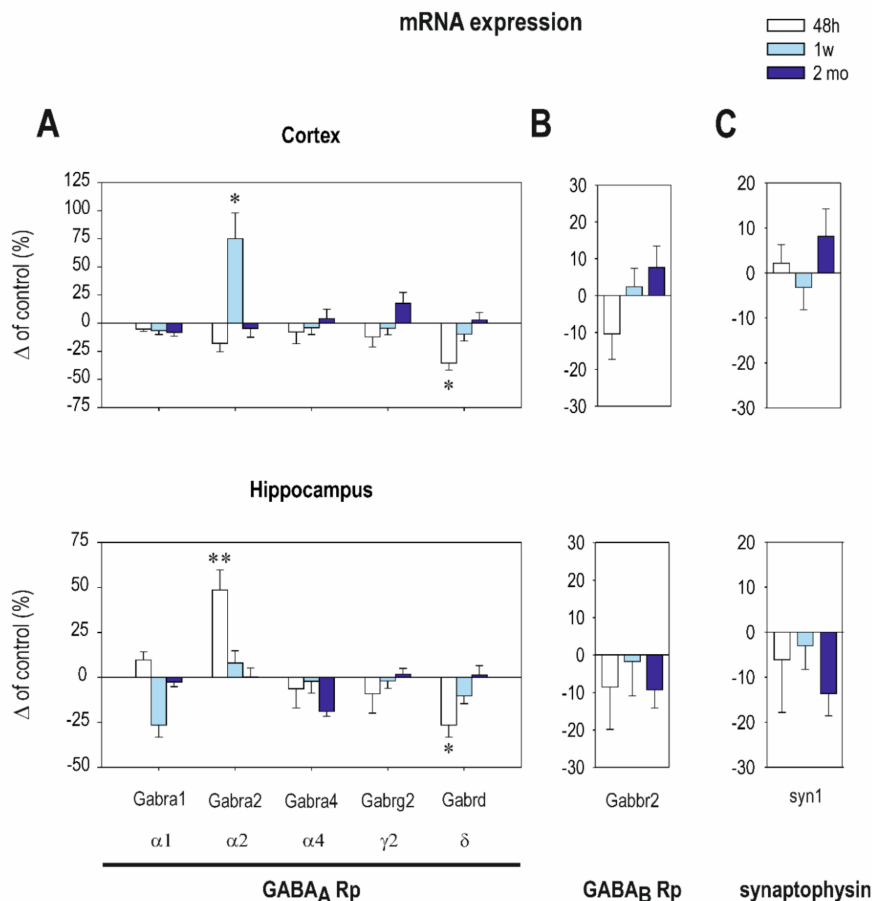 mRNA expression
48h
1w
2 mo
A
B
C
Cortex
Δ of control (%)
125
100
75
50
25
0
-25
-50
-75
*
*
30
20
10
0
-10
-20
-30
20
10
0
-10
-20
-30
Hippocampus
Δ of control (%)
75
50
25
0
-25
-50
**
*
30
20
10
0
-10
-20
-30
20
10
0
-10
-20
-30
Gabra1 Gabra2 Gabra4 Gabrg2 Gabrd
Gabbr2
syn1
α1 α2 α4 γ2 δ
GABAA Rp
GABAB Rp
synaptophysin